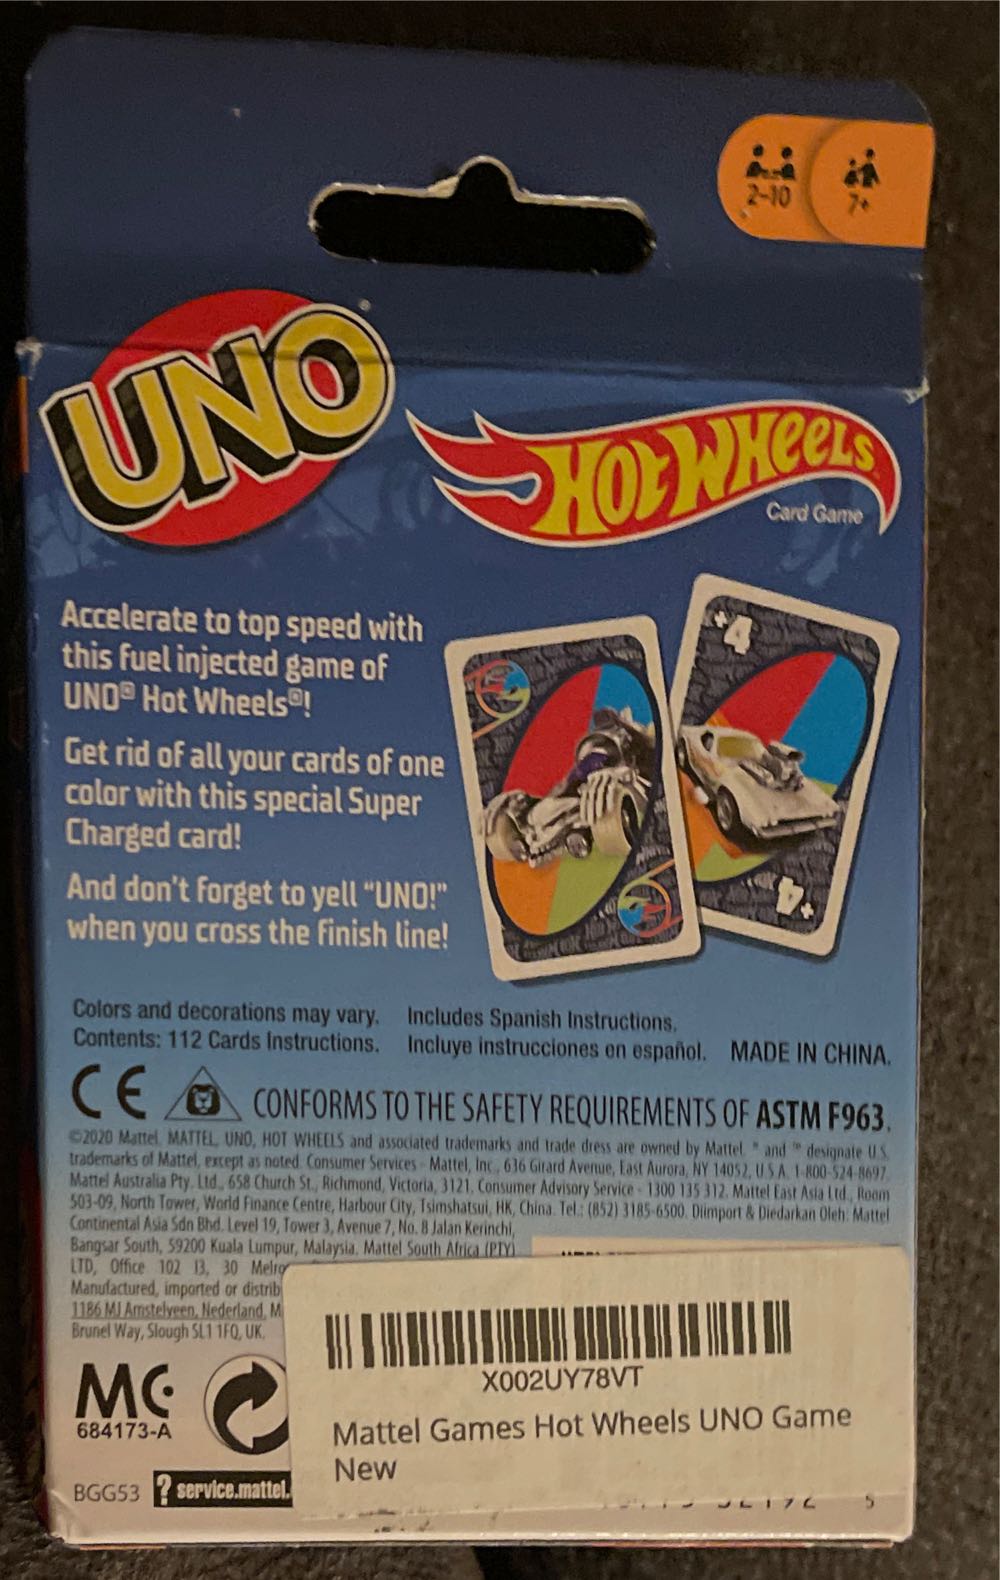 2-10
7+
UNO
HOT WHEELS
Card Game
Accelerate to top speed with
this fuel injected game of
UNO® Hot Wheels®!
Get rid of all your cards of one
color with this special Super
Charged card!
And don't forget to yell "UNO!"
when you cross the finish line!
+4
+4
Colors and decorations may vary.
Contents: 112 Cards Instructions.
Includes Spanish Instructions.
Incluye instrucciones en español.
MADE IN CHINA.
CE
CONFORMS TO THE SAFETY REQUIREMENTS OF ASTM F963.
©2020 Mattel. MATTEL, UNO, HOT WHEELS and associated trademarks and trade dress are owned by Mattel. ® and ™ designate U.S.
trademarks of Mattel, except as noted. Consumer Services - Mattel, Inc., 636 Girard Avenue, East Aurora, NY 14052, U.S.A. 1-800-524-8697.
Mattel Australia Pty. Ltd., 658 Church St., Richmond, Victoria, 3121. Consumer Advisory Service - 1300 135 312. Mattel East Asia Ltd., Room
503-09, North Tower, World Finance Centre, Harbour City, Tsimshatsui, HK, China. Tel.: (852) 3185-6500. Diimport & Diedarkan Oleh: Mattel
Continental Asia Sdn Bhd. Level 19, Tower 3, Avenue 7, No. 8 Jalan Kerinchi,
Bangsar South, 59200 Kuala Lumpur, Malaysia. Mattel South Africa (PTY)
LTD, Office 102 I3, 30 Melro
Manufactured, imported or distrib
1186 MJ Amstelveen, Nederland. M
Brunel Way, Slough SL1 1FQ, UK.
MC
684173-A
BGG53
? service.mattel.
X002UY78VT
Mattel Games Hot Wheels UNO Game
New
5